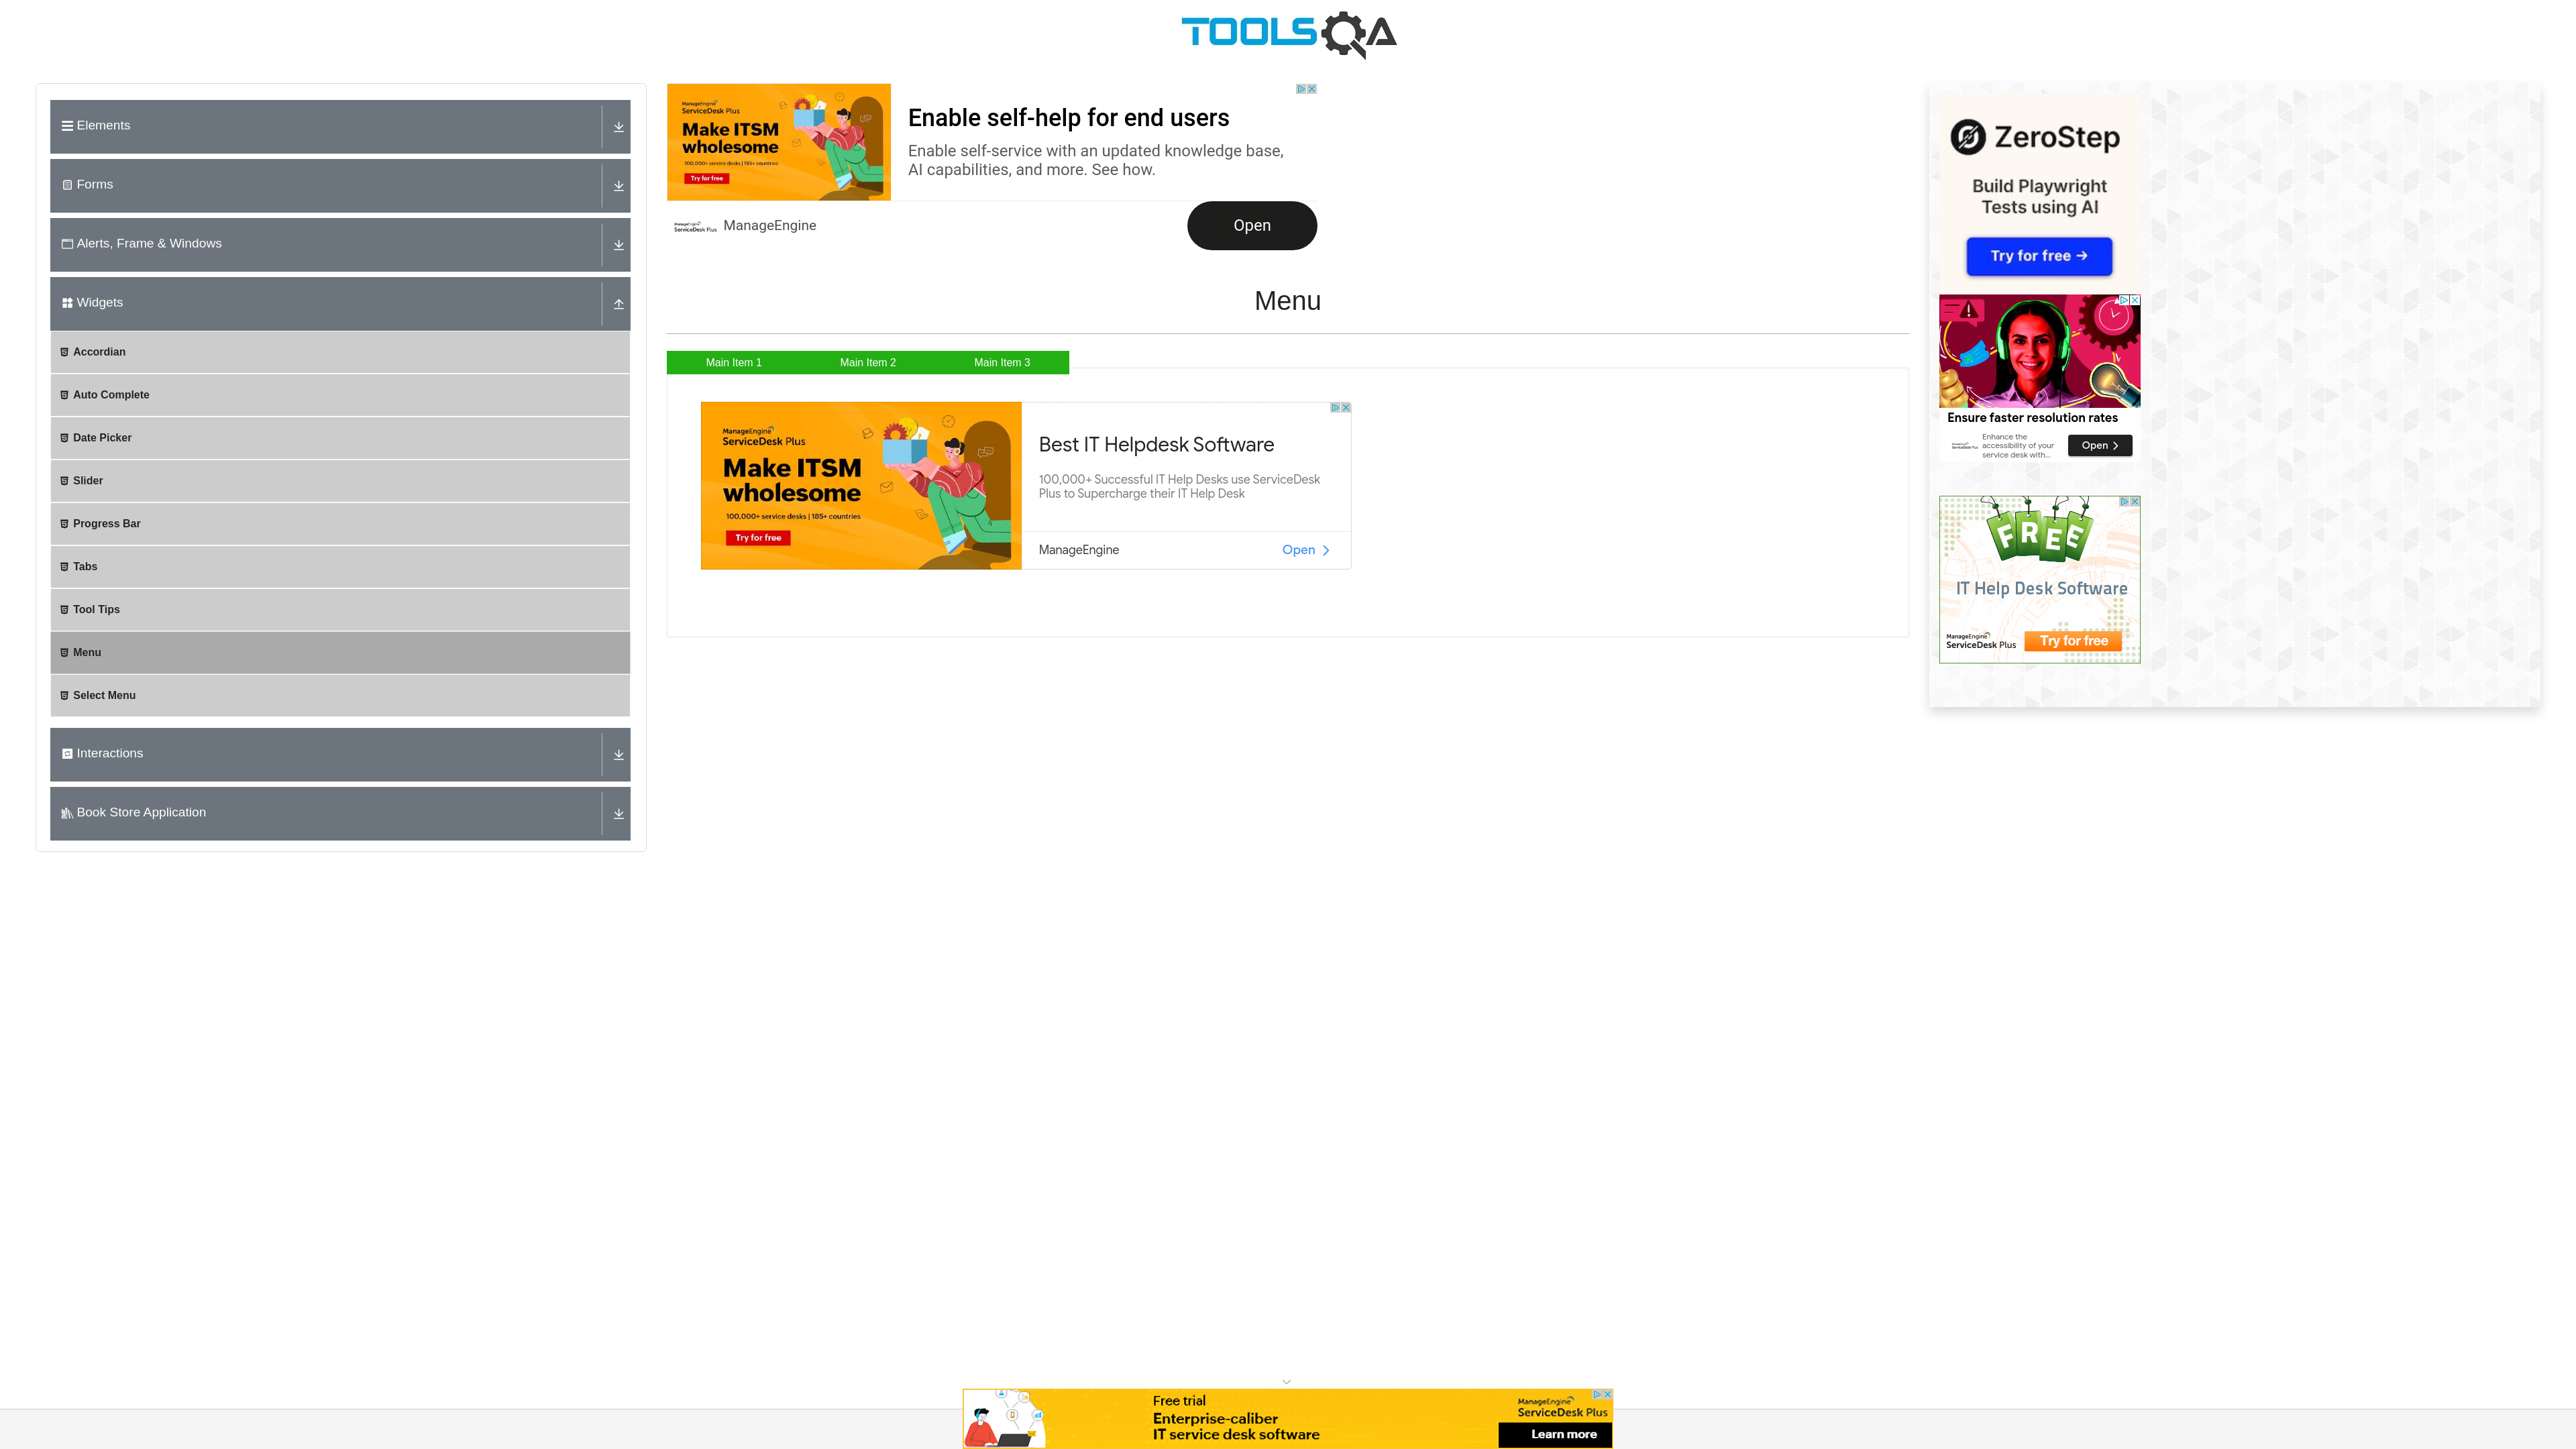 TOOLSQA
Elements
Forms
Alerts, Frame & Windows
Widgets
Accordian
Auto Complete
Date Picker
Slider
Progress Bar
Tabs
Tool Tips
Menu
Select Menu
Interactions
Book Store Application
ManageEngine
ServiceDesk Plus
Make ITSM
wholesome
100,000+ service desks | 185+ countries
Try for free
Enable self-help for end users
Enable self-service with an updated knowledge base,
AI capabilities, and more. See how.
ManageEngine
ServiceDesk Plus
ManageEngine
Open
Menu
Main Item 1
Main Item 2
Main Item 3
ManageEngine
ServiceDesk Plus
Make ITSM
wholesome
100,000+ service desks | 185+ countries
Try for free
Best IT Helpdesk Software
100,000+ Successful IT Help Desks use ServiceDesk
Plus to Supercharge their IT Help Desk
ManageEngine
Open
ZeroStep
Build Playwright
Tests using AI
Try for free →
Ensure faster resolution rates
Enhance the
accessibility of your
service desk with...
Open
FREE
IT Help Desk Software
ManageEngine
ServiceDesk Plus
Try for free
Free trial
Enterprise-caliber
IT service desk software
ManageEngine
ServiceDesk Plus
Learn more